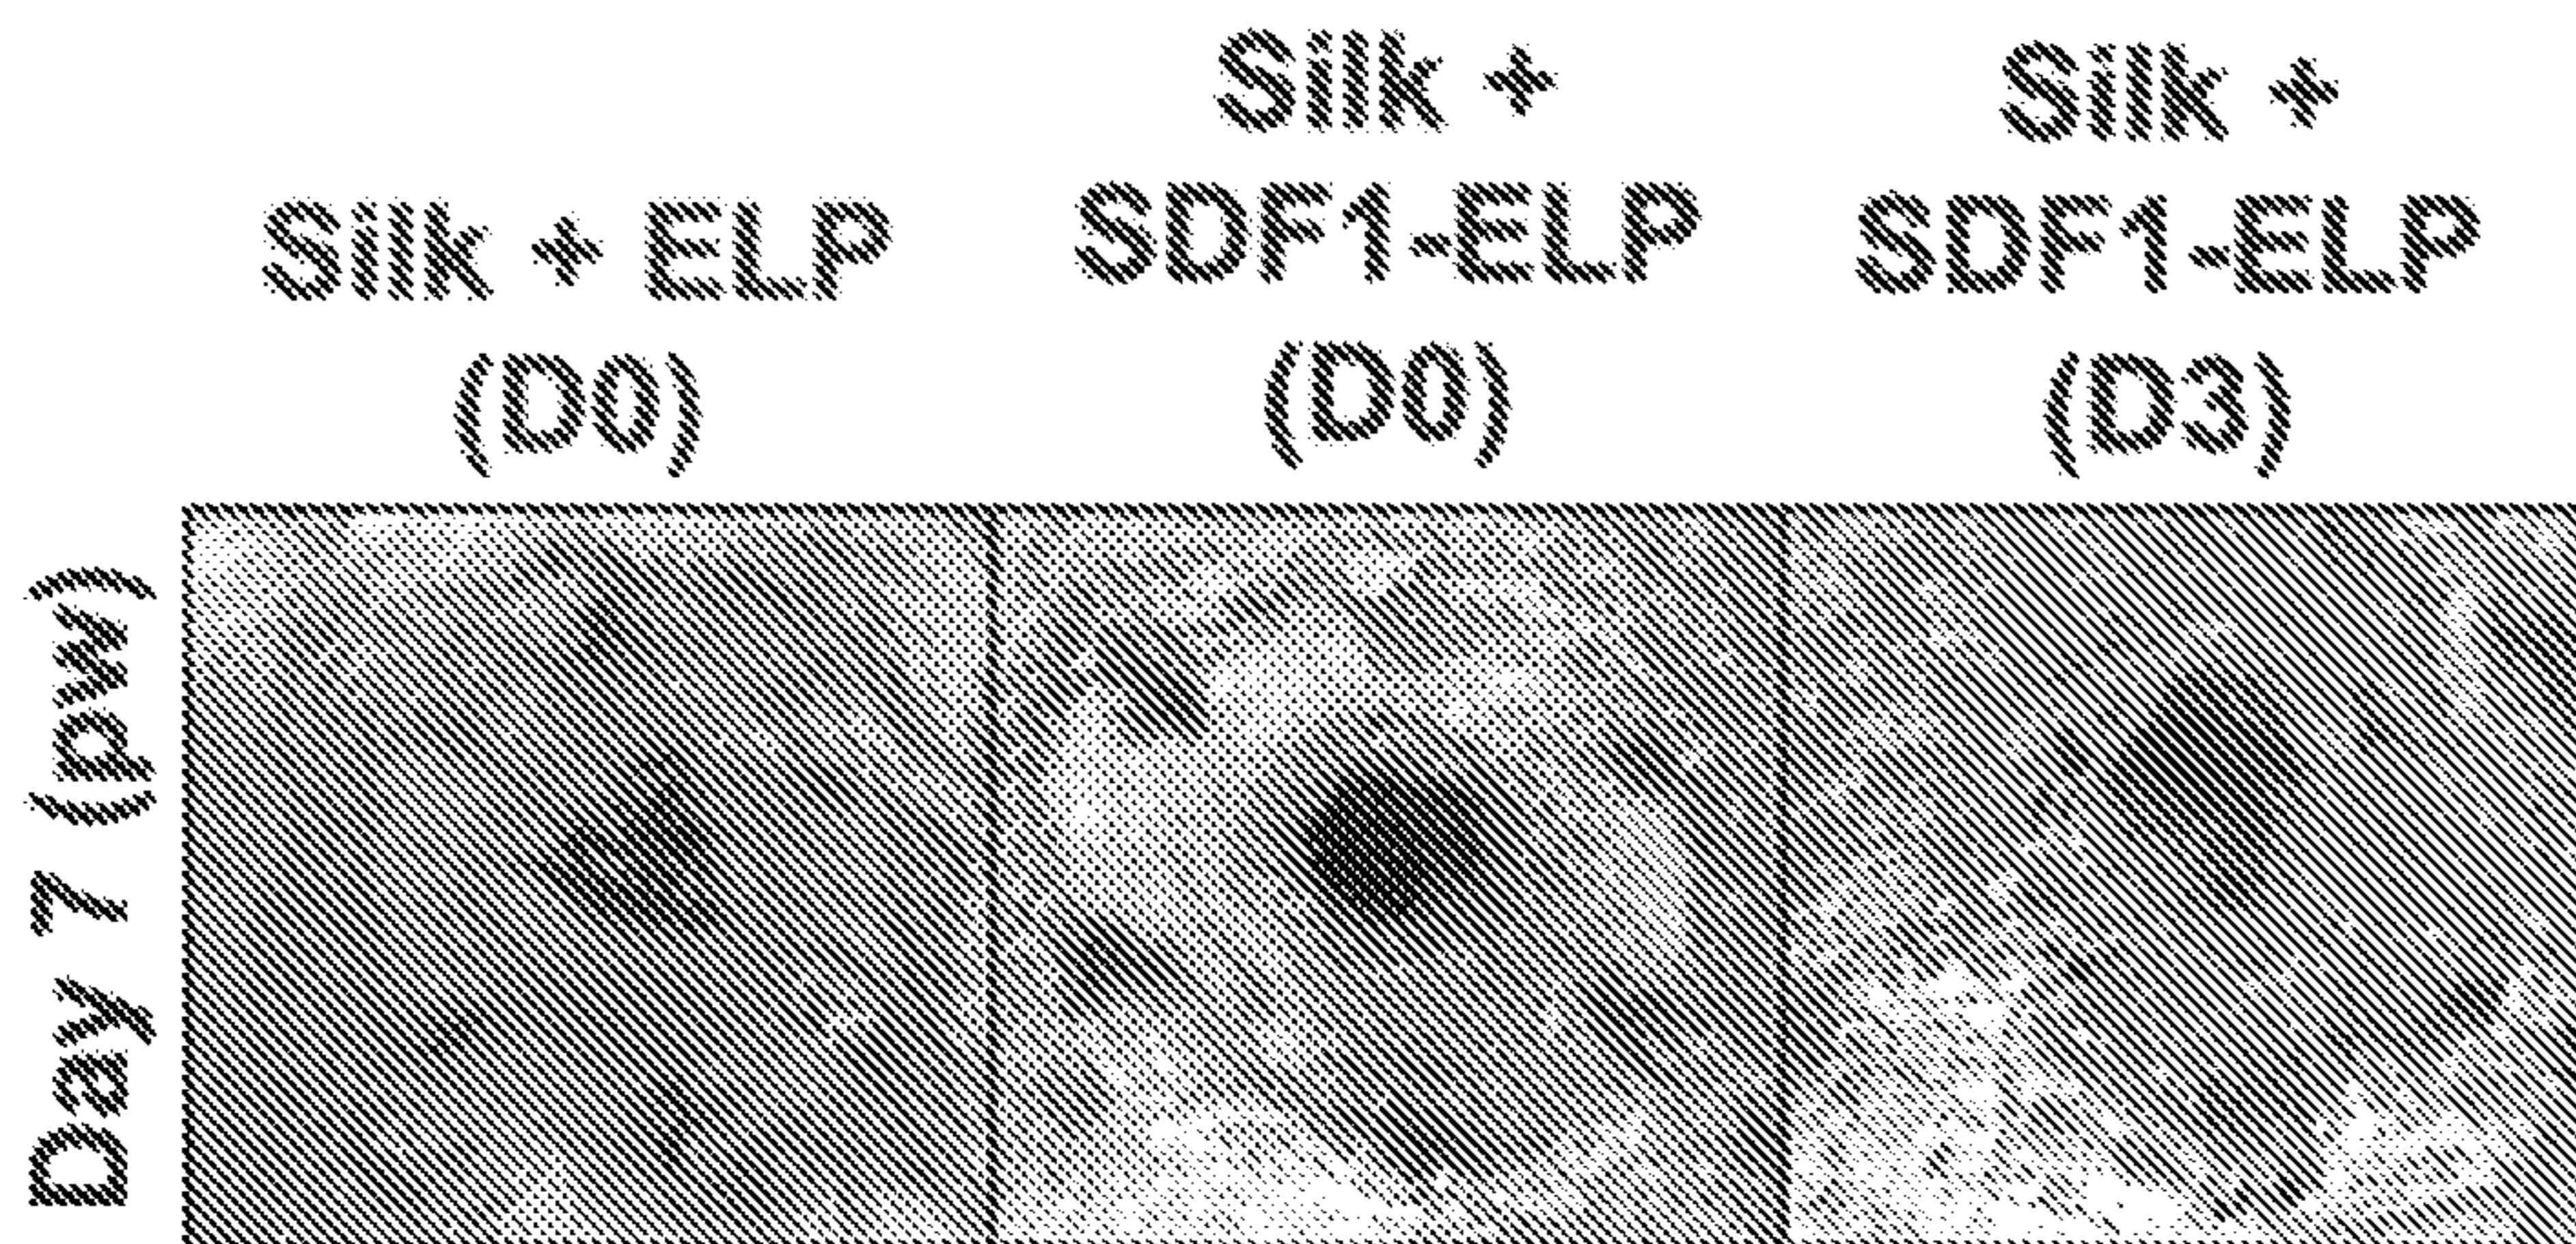 Silk + ELP
(D0)
Silk +
SDF1-ELP
(D0)
Silk +
SDF1-ELP
(D3)
Day 7 (pw)